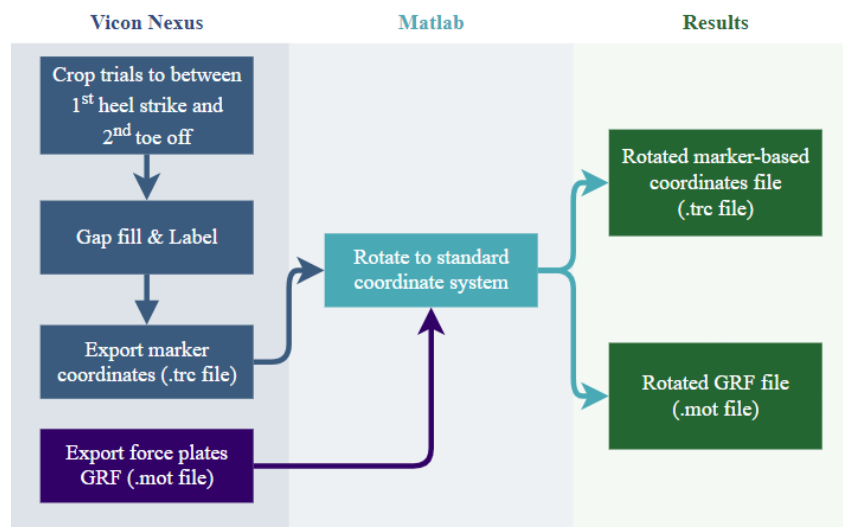 Vicon Nexus
Matlab
Results
Crop trials to between
1st heel strike and
2nd toe off
Gap fill & Label
Export marker
coordinates (.trc file)
Export force plates
GRF (.mot file)
Rotate to standard
coordinate system
Rotated marker-based
coordinates file
(.trc file)
Rotated GRF file
(.mot file)